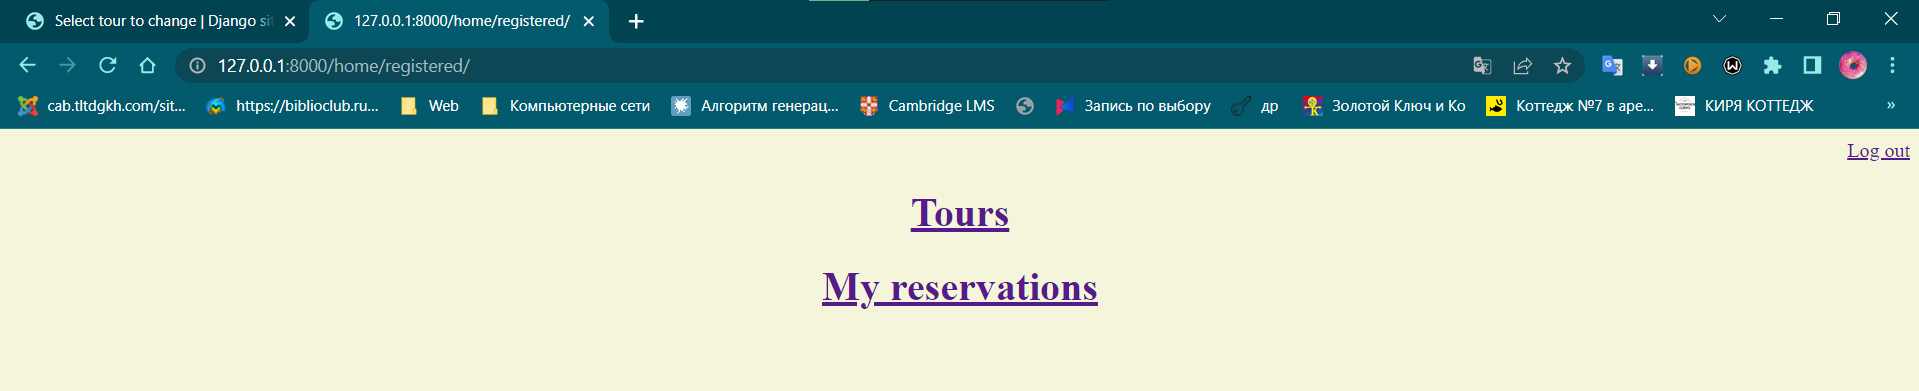 Select tour to change | Django sit
127.0.0.1:8000/home/registered/
127.0.0.1:8000/home/registered/
cab.tltdgkh.com/sit...
https://biblioclub.ru...
Web
Компьютерные сети
Алгоритм генерац...
Cambridge LMS
Запись по выбору
др
Золотой Ключ и Ко
Коттедж №7 в аре...
КИРЯ КОТТЕД�ж
Log out
Tours
My reservations